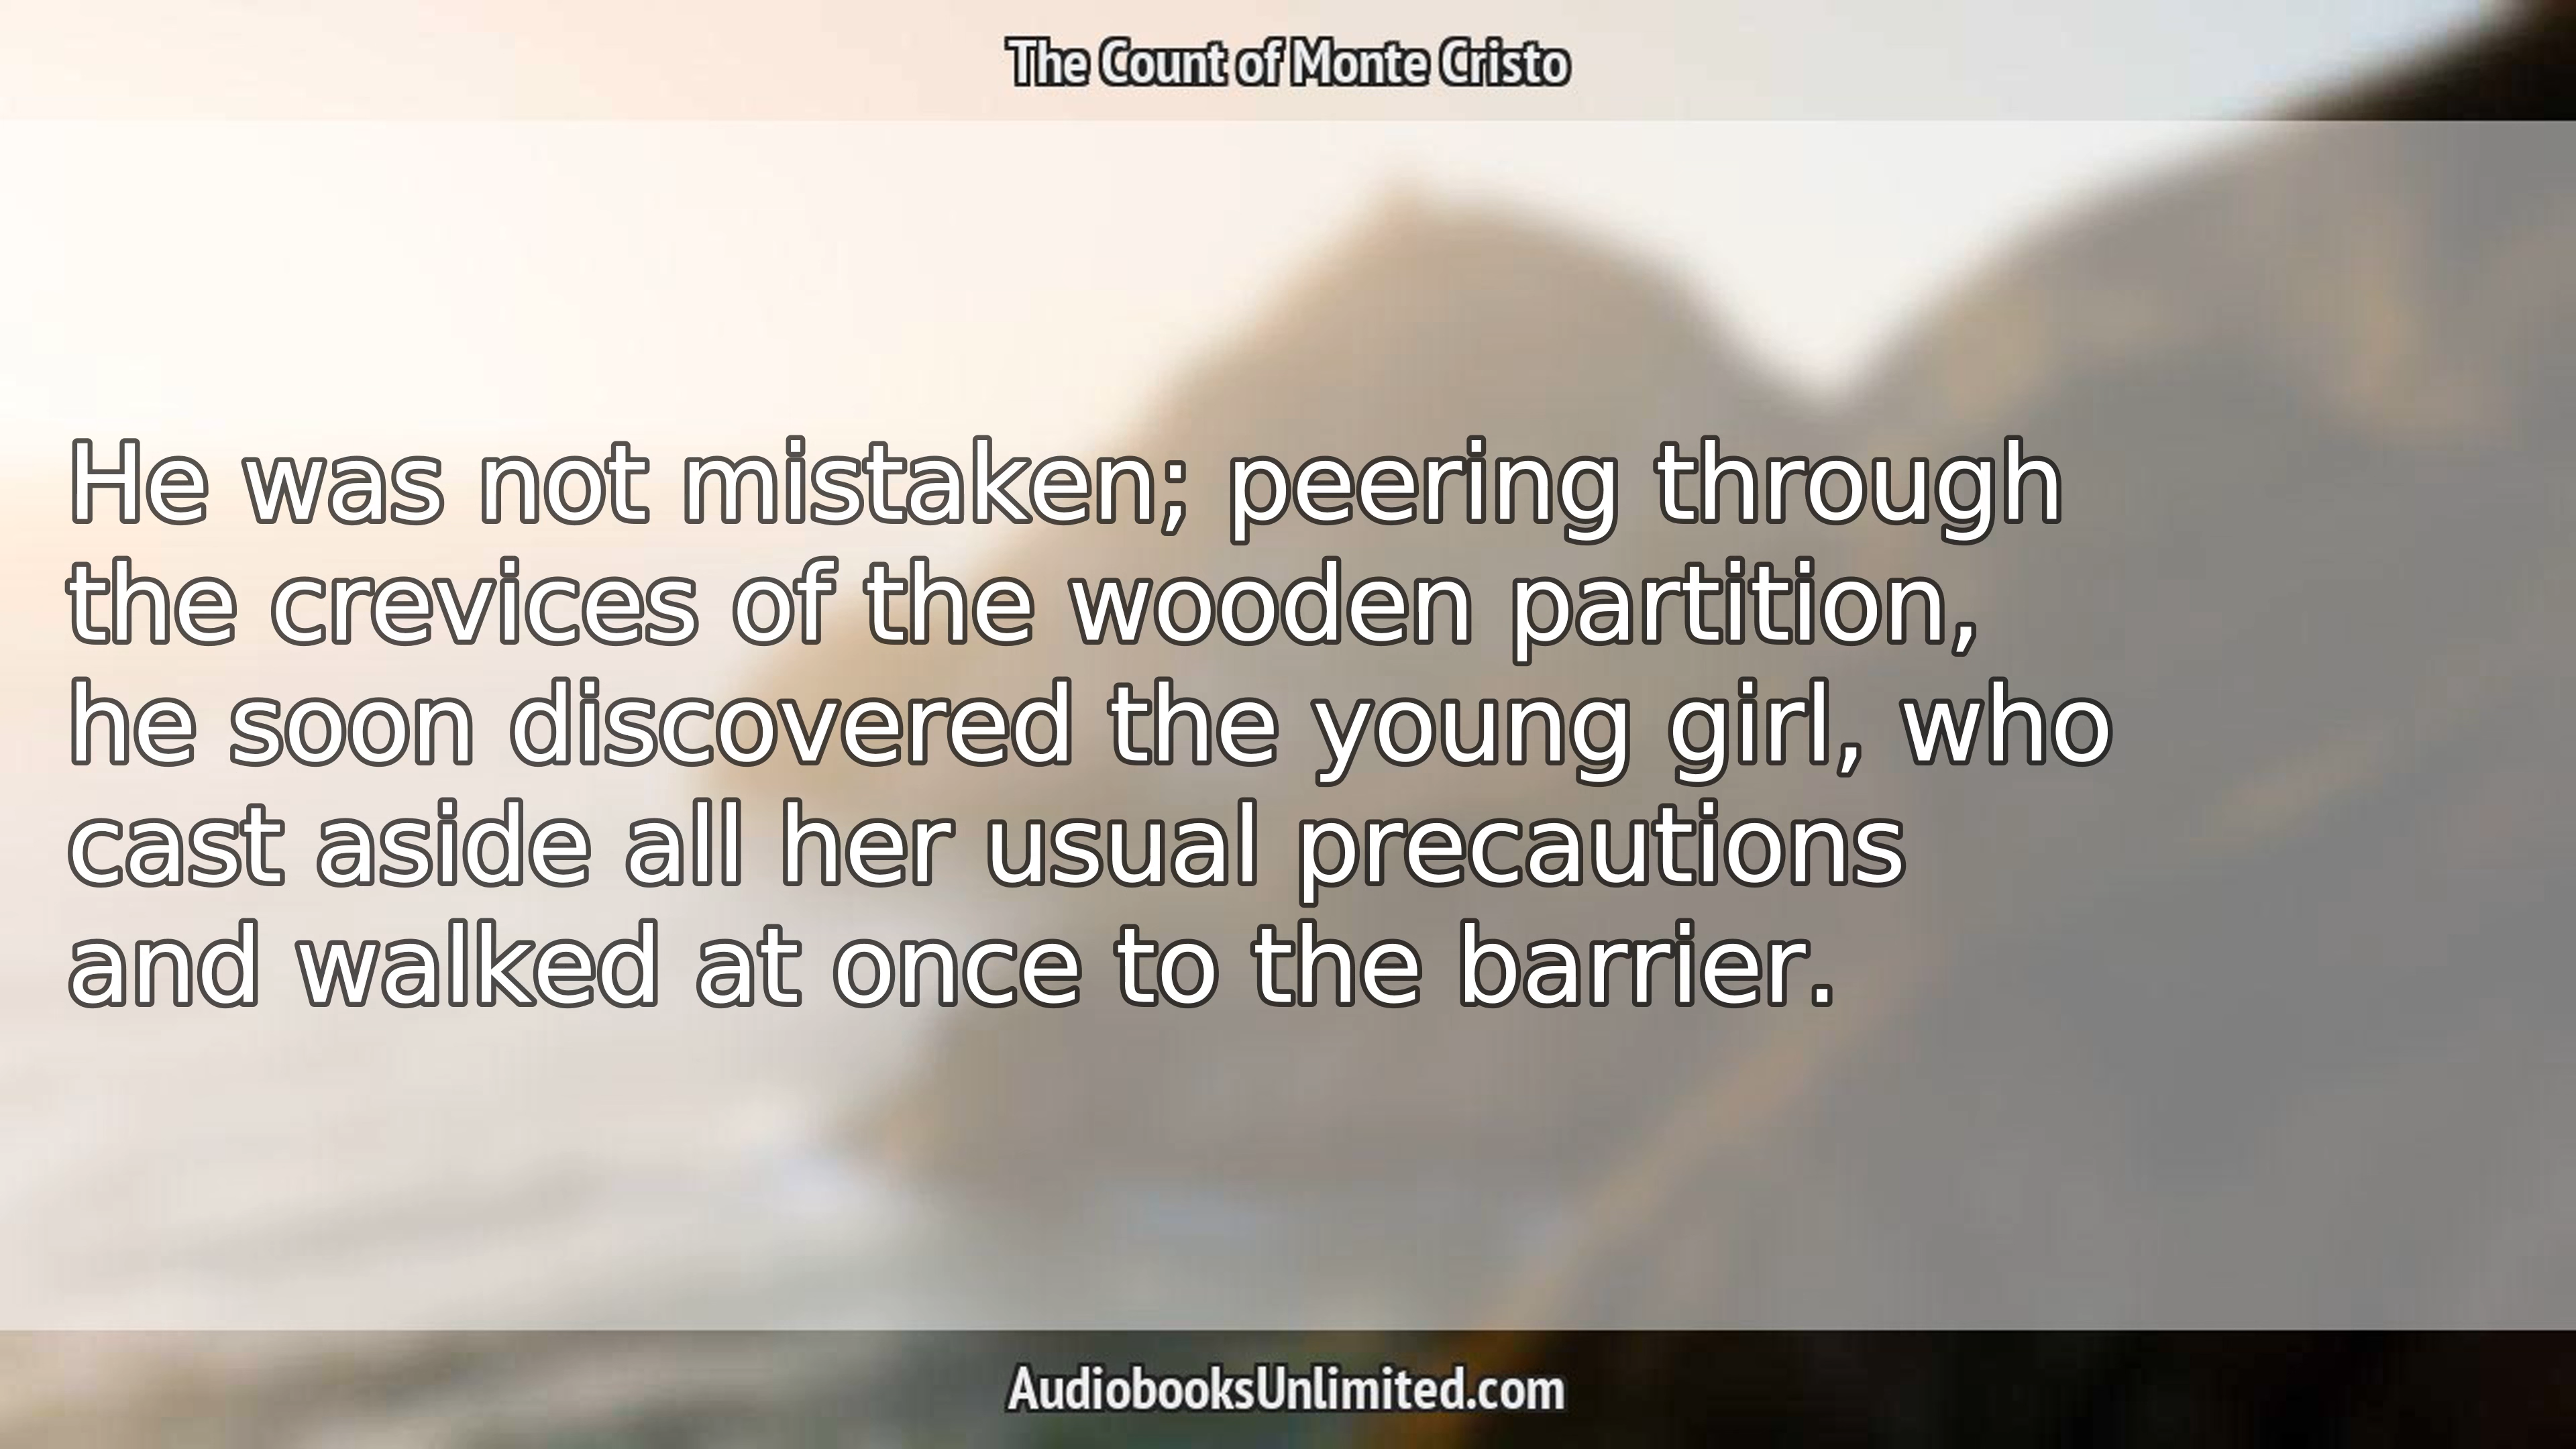 The Count of Monte Cristo
He was not mistaken; peering through
the crevices of the wooden partition,
he soon discovered the young girl, who
cast aside all her usual precautions
and walked at once to the barrier.
AudiobooksUnlimited.com